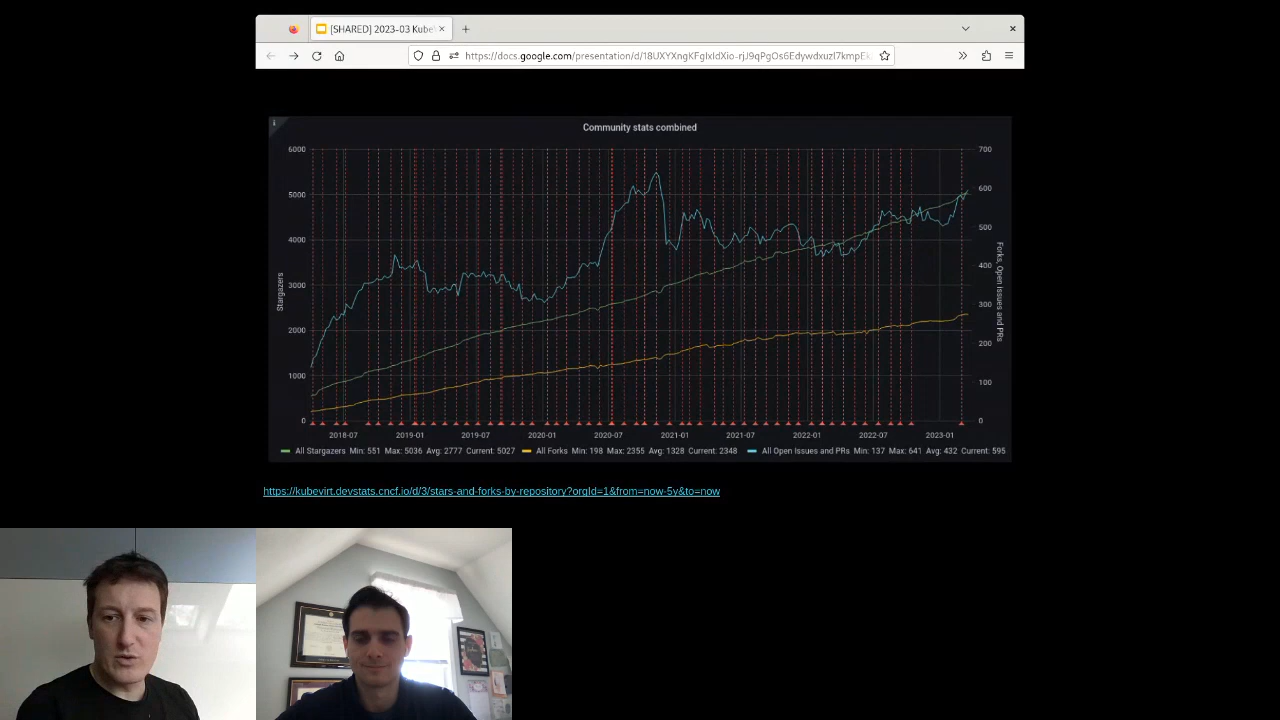 [SHARED] 2023-03 Kube
https://docs.google.com/presentation/d/18UXYXngKFgIxIdXio-rjJ9qPgOs6Edywdxuzl7kmpEk
Community stats combined
6000
5000
4000
3000
2000
1000
0
Stargazers
700
600
500
400
300
200
100
0
Forks, Open issues and PRs
2018-07 2019-01 2019-07 2020-01 2020-07 2021-01 2021-07 2022-01 2022-07 2023-01
All Stargazers Min: 551 Max: 5036 Avg: 2777 Current: 5027 All Forks Min: 198 Max: 2355 Avg: 1328 Current: 2348 All Open Issues and PRs Min: 137 Max: 641 Avg: 432 Current: 595
https://kubevirt.devstats.cncf.io/d/3/stars-and-forks-by-repository?orgId=1&from=now-5y&to=now